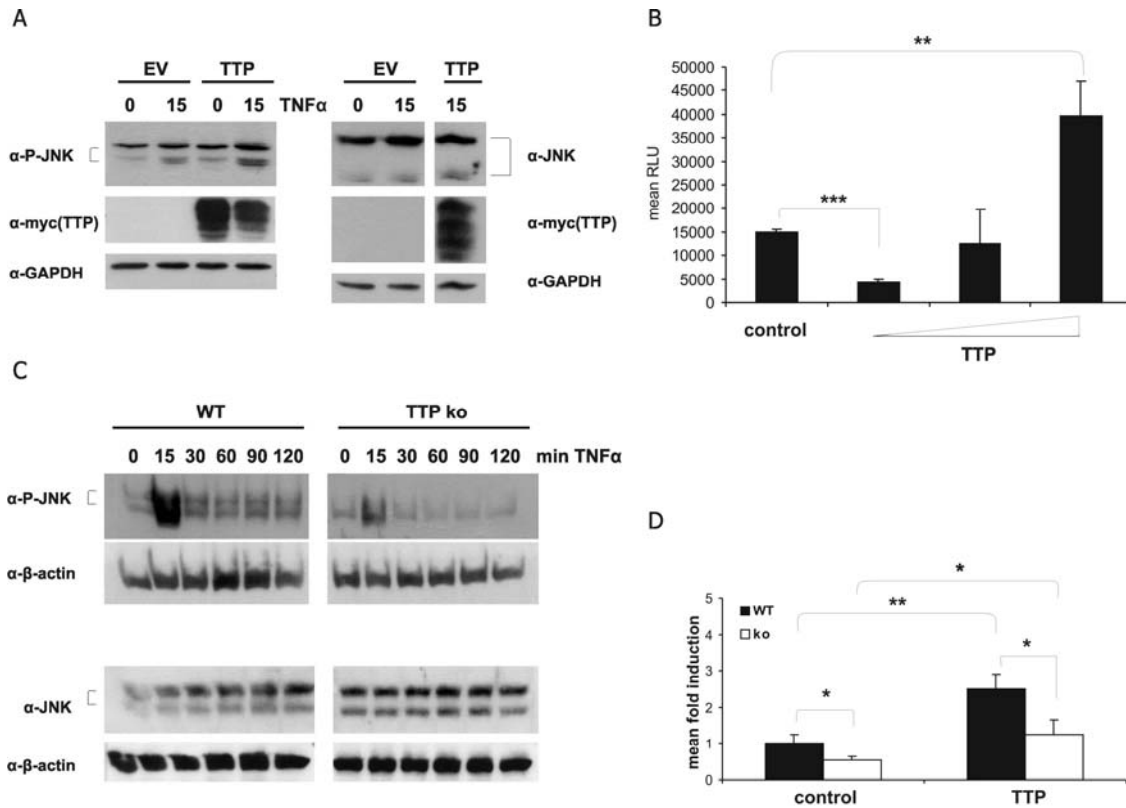 A
EV TTP
0 15 0 15 TNFα
α-P-JNK
α-myc(TTP)
α-GAPDH
EV TTP
0 15 15
α-JNK
α-myc(TTP)
α-GAPDH
B
mean RLU
50000
45000
40000
35000
30000
25000
20000
15000
10000
5000
0
**
***
control
TTP
C
WT TTP ko
0 15 30 60 90 120 0 15 30 60 90 120 min TNFα
α-P-JNK
α-β-actin
α-JNK
α-β-actin
D
mean fold induction
5
4
3
2
1
0
WT
ko
*
**
*
*
control TTP